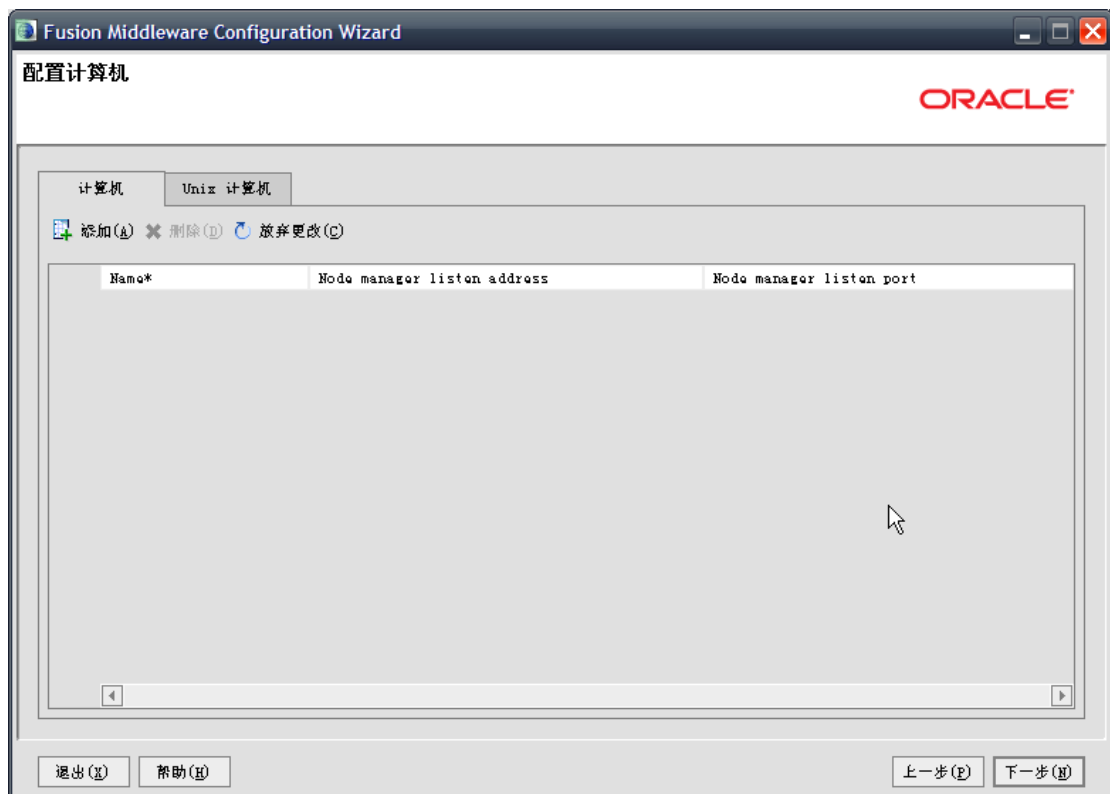 Fusion Middleware Configuration Wizard
配置计算机
ORACLE
计算机 Unix 计算机
添加(A) 删除(D) 放弃更改(C)
Name* Node manager listen address Node manager listen port
退出(X) 帮助(H) 上一步(P) 下一步(N)